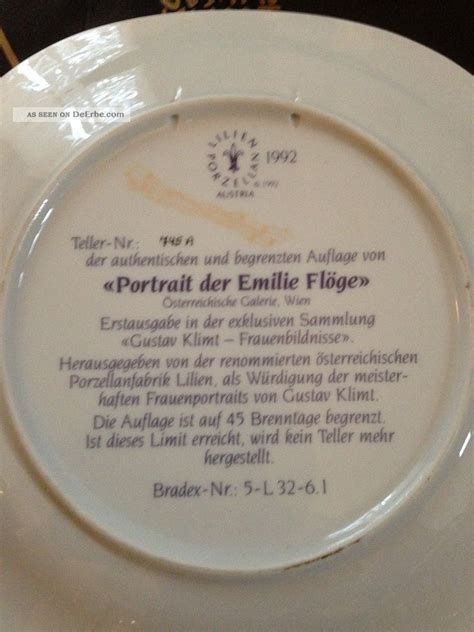 AS SEEN ON DeErbe.com
LILIEN PORZELLAN
1992
© 1992
AUSTRIA
Teller-Nr.: 748 A
der authentischen und begrenzten Auflage von
«Portrait der Emilie Flöge»
Österreichische Galerie, Wien
Erstausgabe in der exklusiven Sammlung
«Gustav Klimt – Frauenbildnisse».
Herausgegeben von der renommierten österreichischen
Porzellanfabrik Lilien, als Würdigung der meister-
haften Frauenportraits von Gustav Klimt.
Die Auflage ist auf 45 Brenntage begrenzt.
Ist dieses Limit erreicht, wird kein Teller mehr
hergestellt.
Bradex-Nr.: 5-L 32-6.1